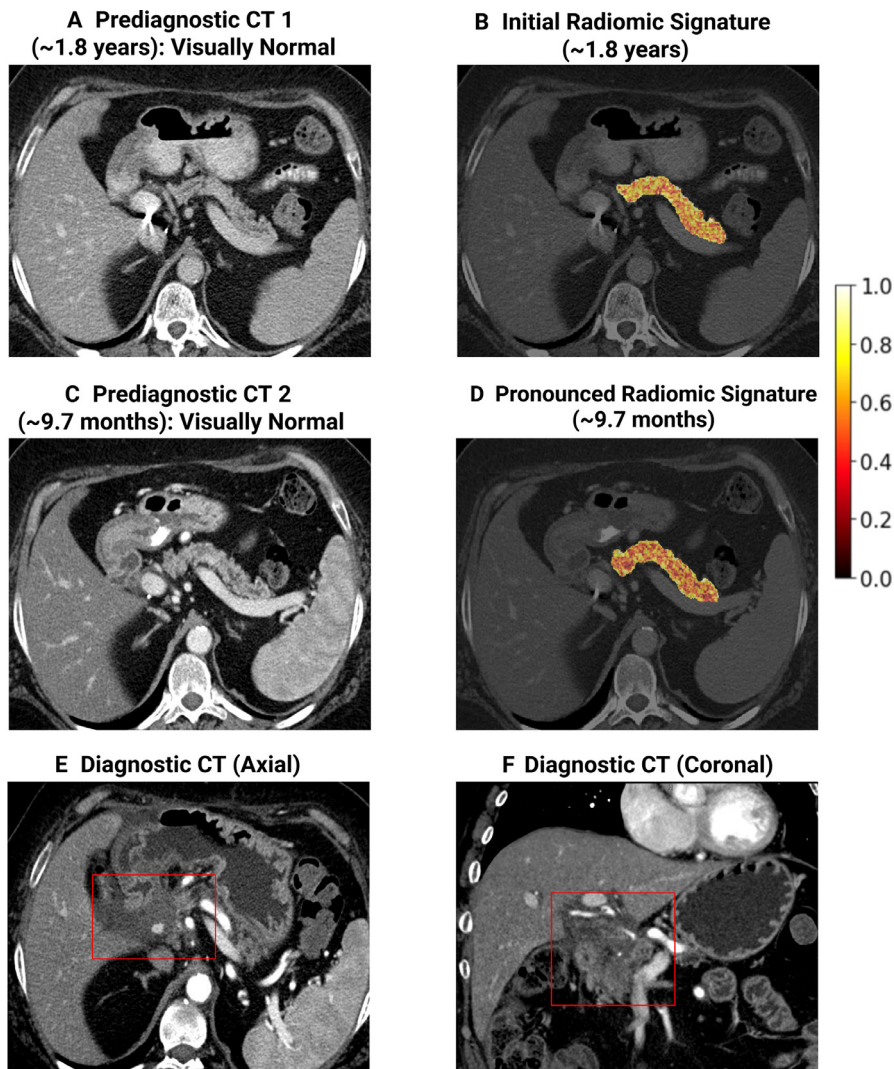 A Prediagnostic CT 1
(~1.8 years): Visually Normal
B Initial Radiomic Signature
(~1.8 years)
1.0
0.8
0.6
0.4
0.2
0.0
C Prediagnostic CT 2
(~9.7 months): Visually Normal
D Pronounced Radiomic Signature
(~9.7 months)
E Diagnostic CT (Axial)
F Diagnostic CT (Coronal)